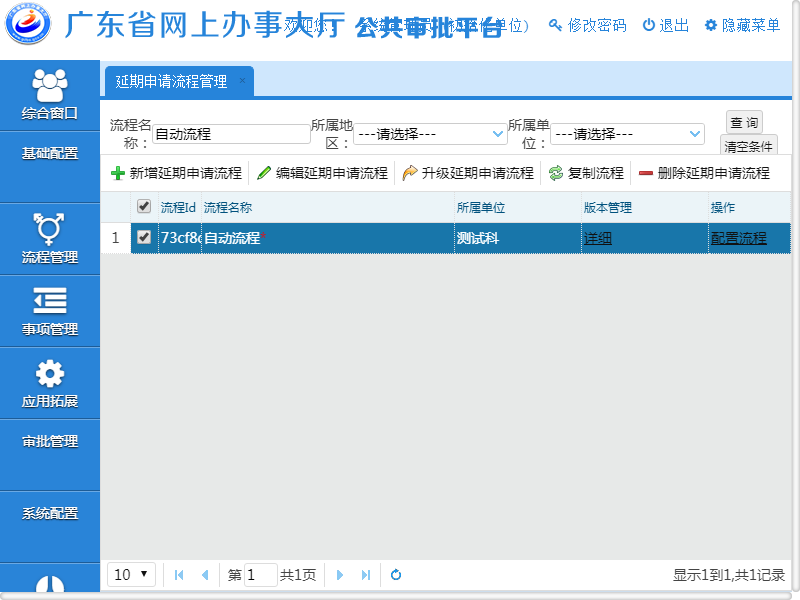 广东省网上办事大厅 公共审批平台
修改密码 退出 隐藏菜单
综合窗口
基础配置
流程管理
事项管理
应用拓展
审批管理
系统配置
延期申请流程管理 ×
流程名称： 自动流程 所属地区： ---请选择--- 所属单位： ---请选择--- 查 询
清空条件
新增延期申请流程 编辑延期申请流程 升级延期申请流程 复制流程 删除延期申请流程
流程Id 流程名称 所属单位 版本管理 操作
1 73cf8c 自动流程* 测试科 详细 配置流程
10 第 1 共1页 显示1到1,共1记录